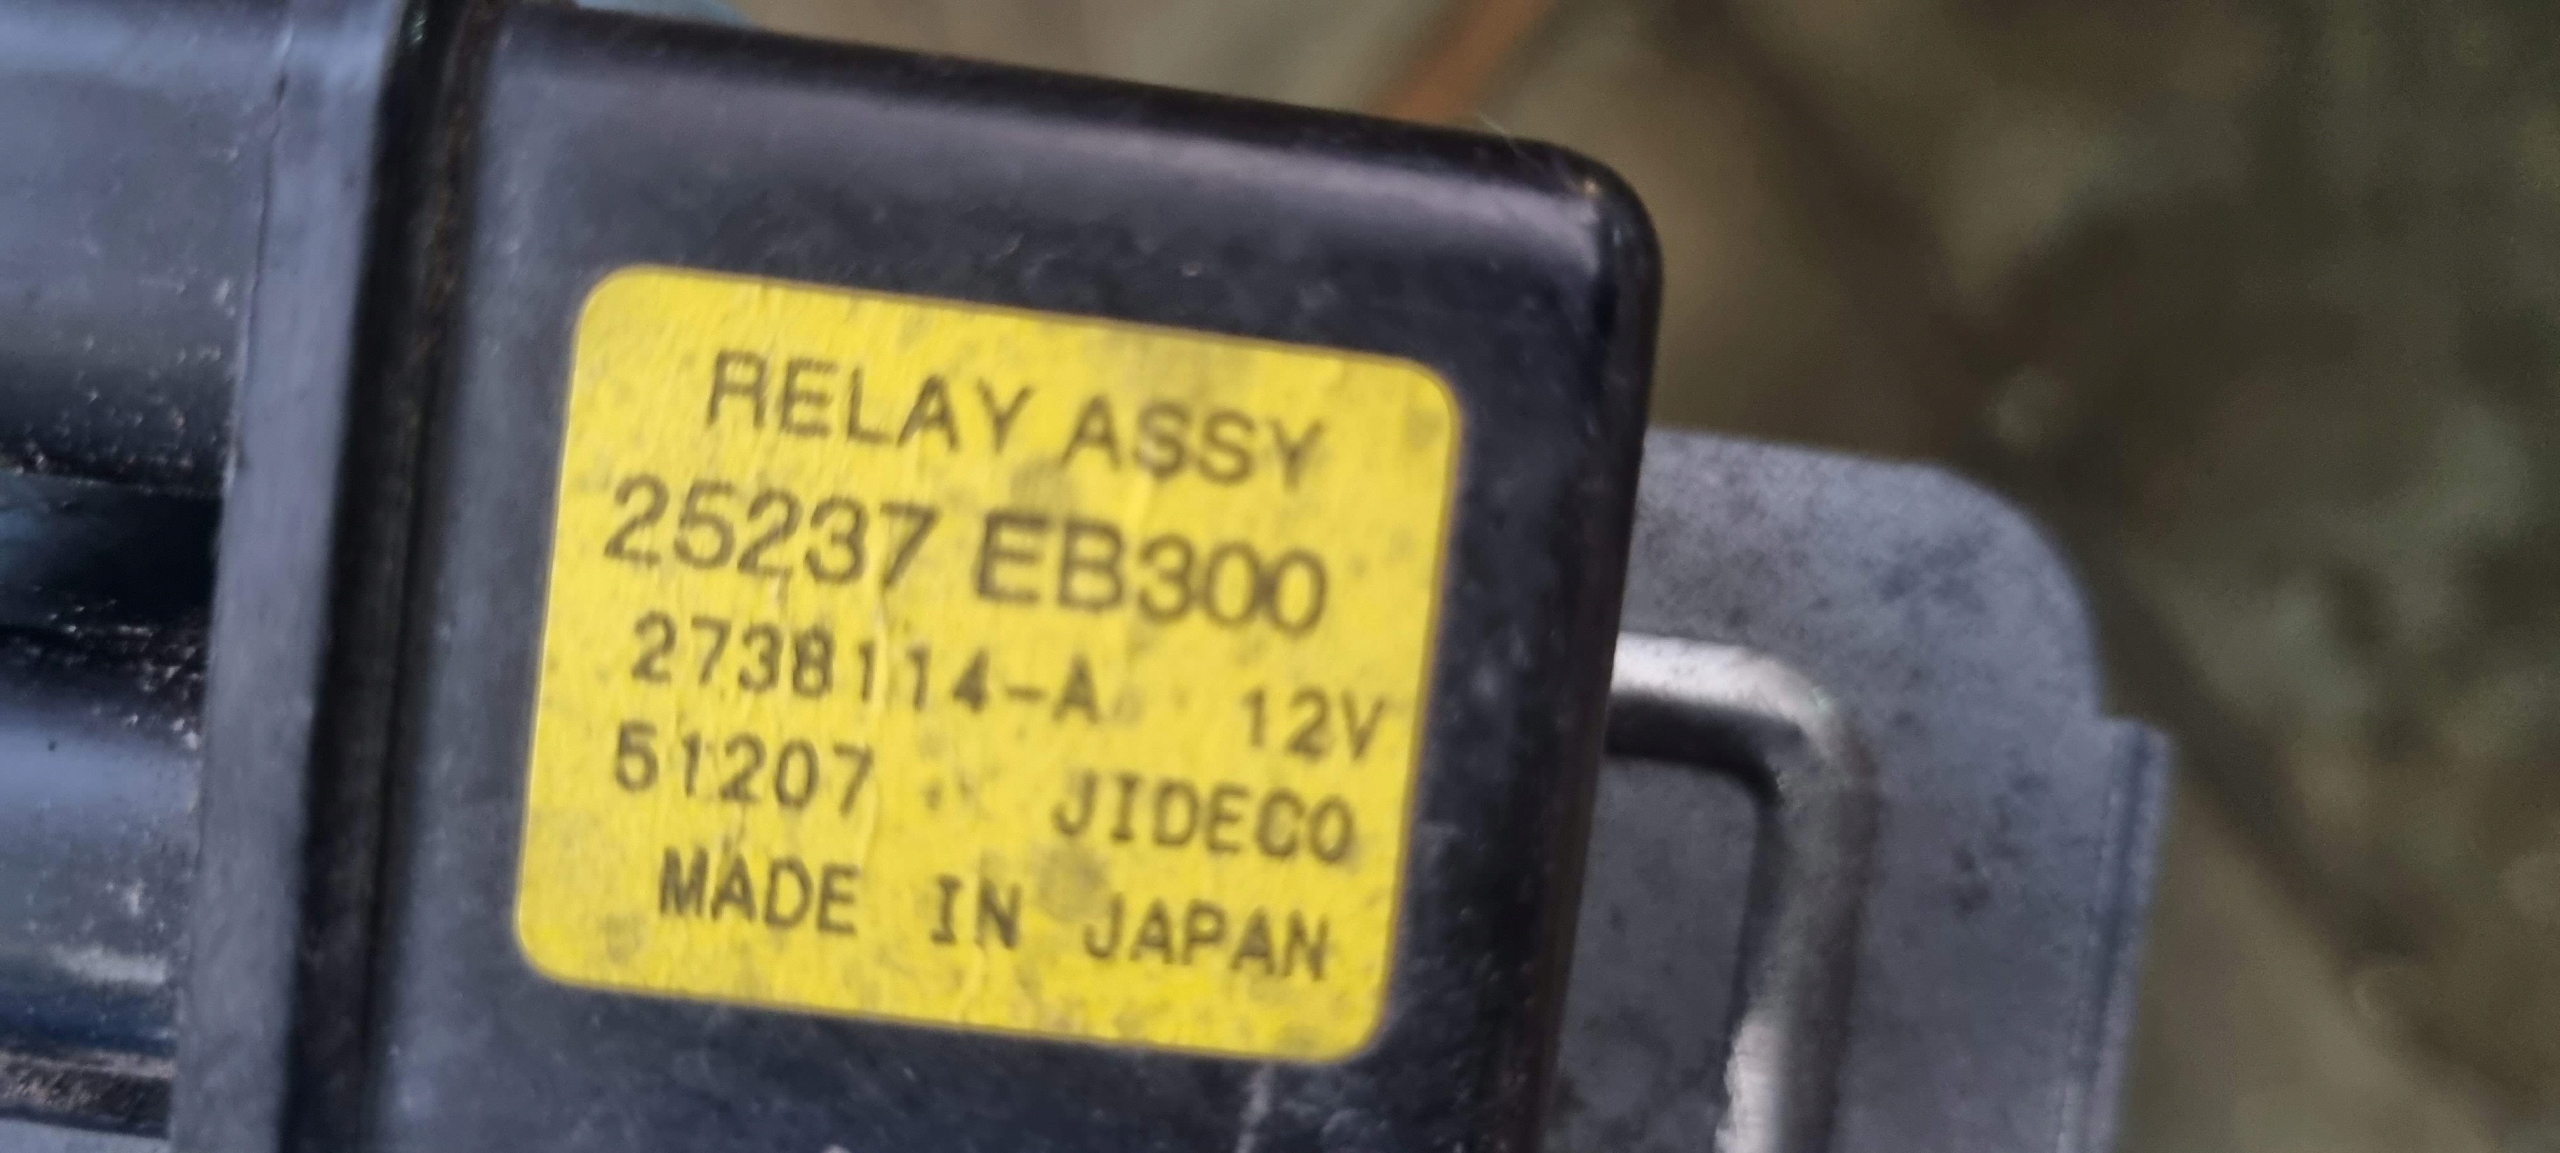 RELAY ASSY
25237 EB300
2738114-A 12V
51207 JIDECO
MADE IN JAPAN